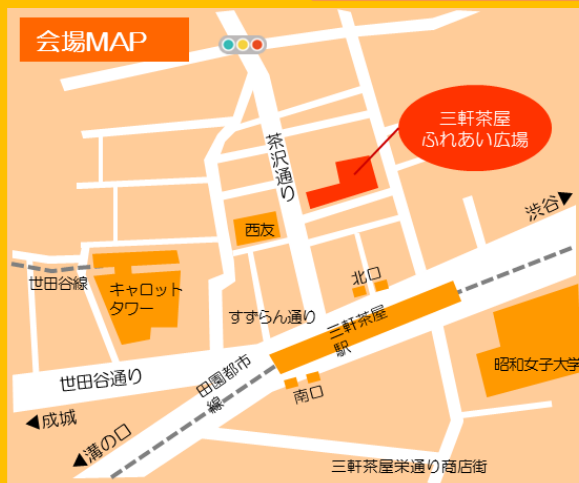 会場MAP
三軒茶屋
ふれあい広場
茶沢通り
渋谷▶
西友
北口
世田谷線
キャロット
タワー
すずらん通り
三軒茶屋
駅
昭和女子大学
世田谷通り
田園都市
線
南口
◀成城
◀溝の口
三軒茶屋栄通り商店街